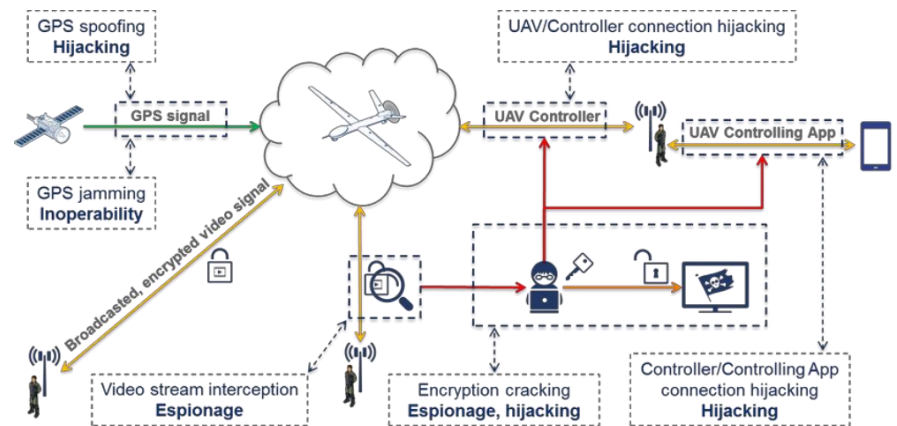 GPS spoofing
Hijacking
UAV/Controller connection hijacking
Hijacking
GPS signal
UAV Controller
UAV Controlling App
GPS jamming
Inoperability
Broadcasted, encrypted video signal
Video stream interception
Espionage
Encryption cracking
Espionage, hijacking
Controller/Controlling App
connection hijacking
Hijacking